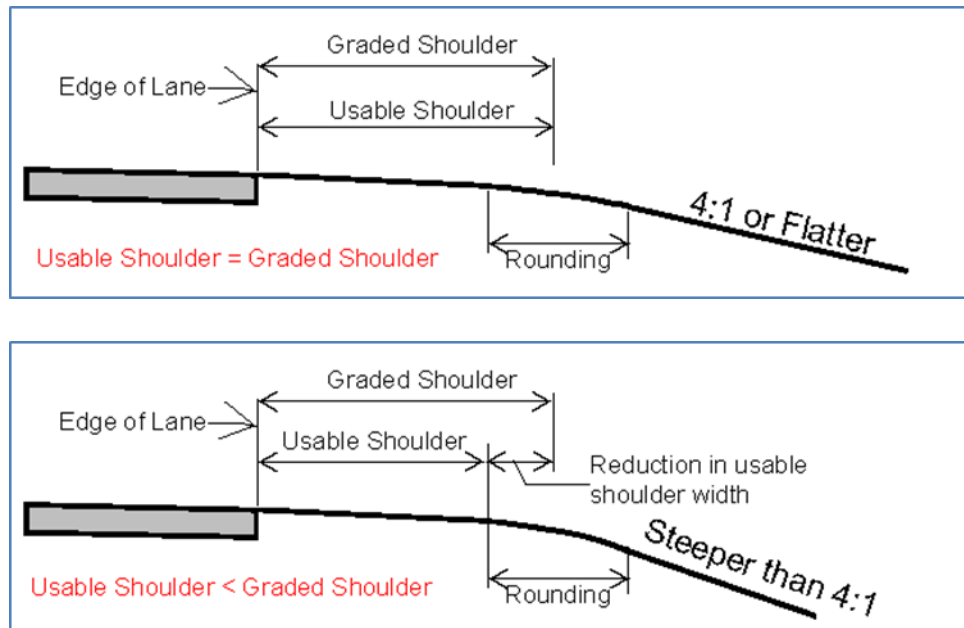 Graded Shoulder
Edge of Lane
Usable Shoulder
4:1 or Flatter
Usable Shoulder = Graded Shoulder
Rounding
Graded Shoulder
Edge of Lane
Usable Shoulder
Reduction in usable
shoulder width
Steeper than 4:1
Usable Shoulder < Graded Shoulder
Rounding